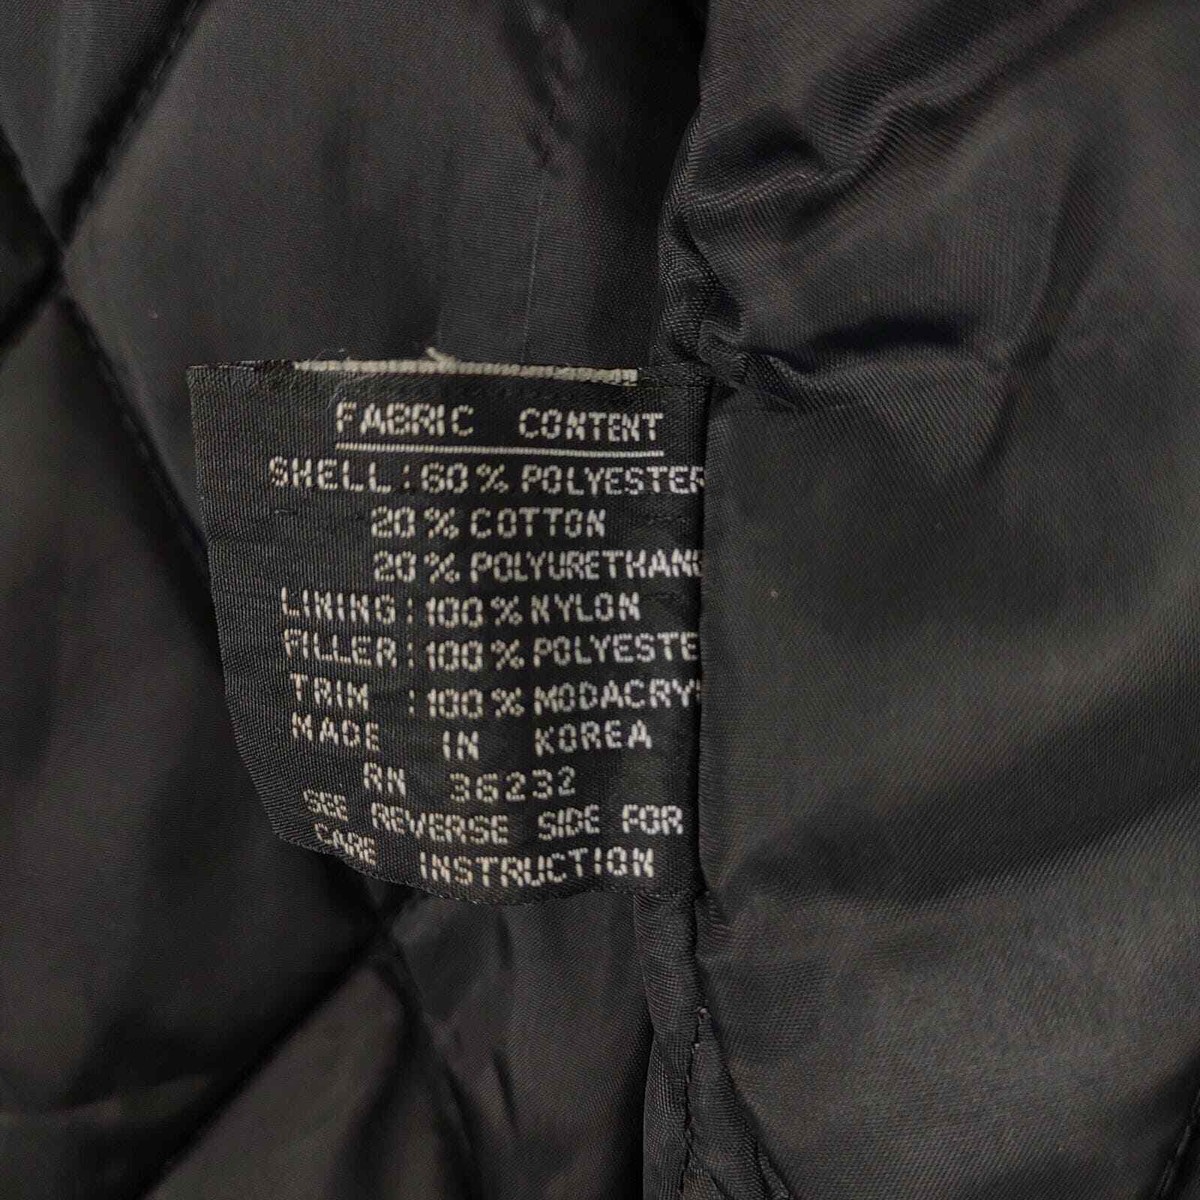 FABRIC CONTENT
SHELL: 60% POLYESTER
20% COTTON
20% POLYURETHAN
LINING: 100% NYLON
FILLER: 100% POLYESTE
TRIM : 100% MODACRY
MADE IN KOREA
RN 36232
SEE REVERSE SIDE FOR
CARE INSTRUCTION